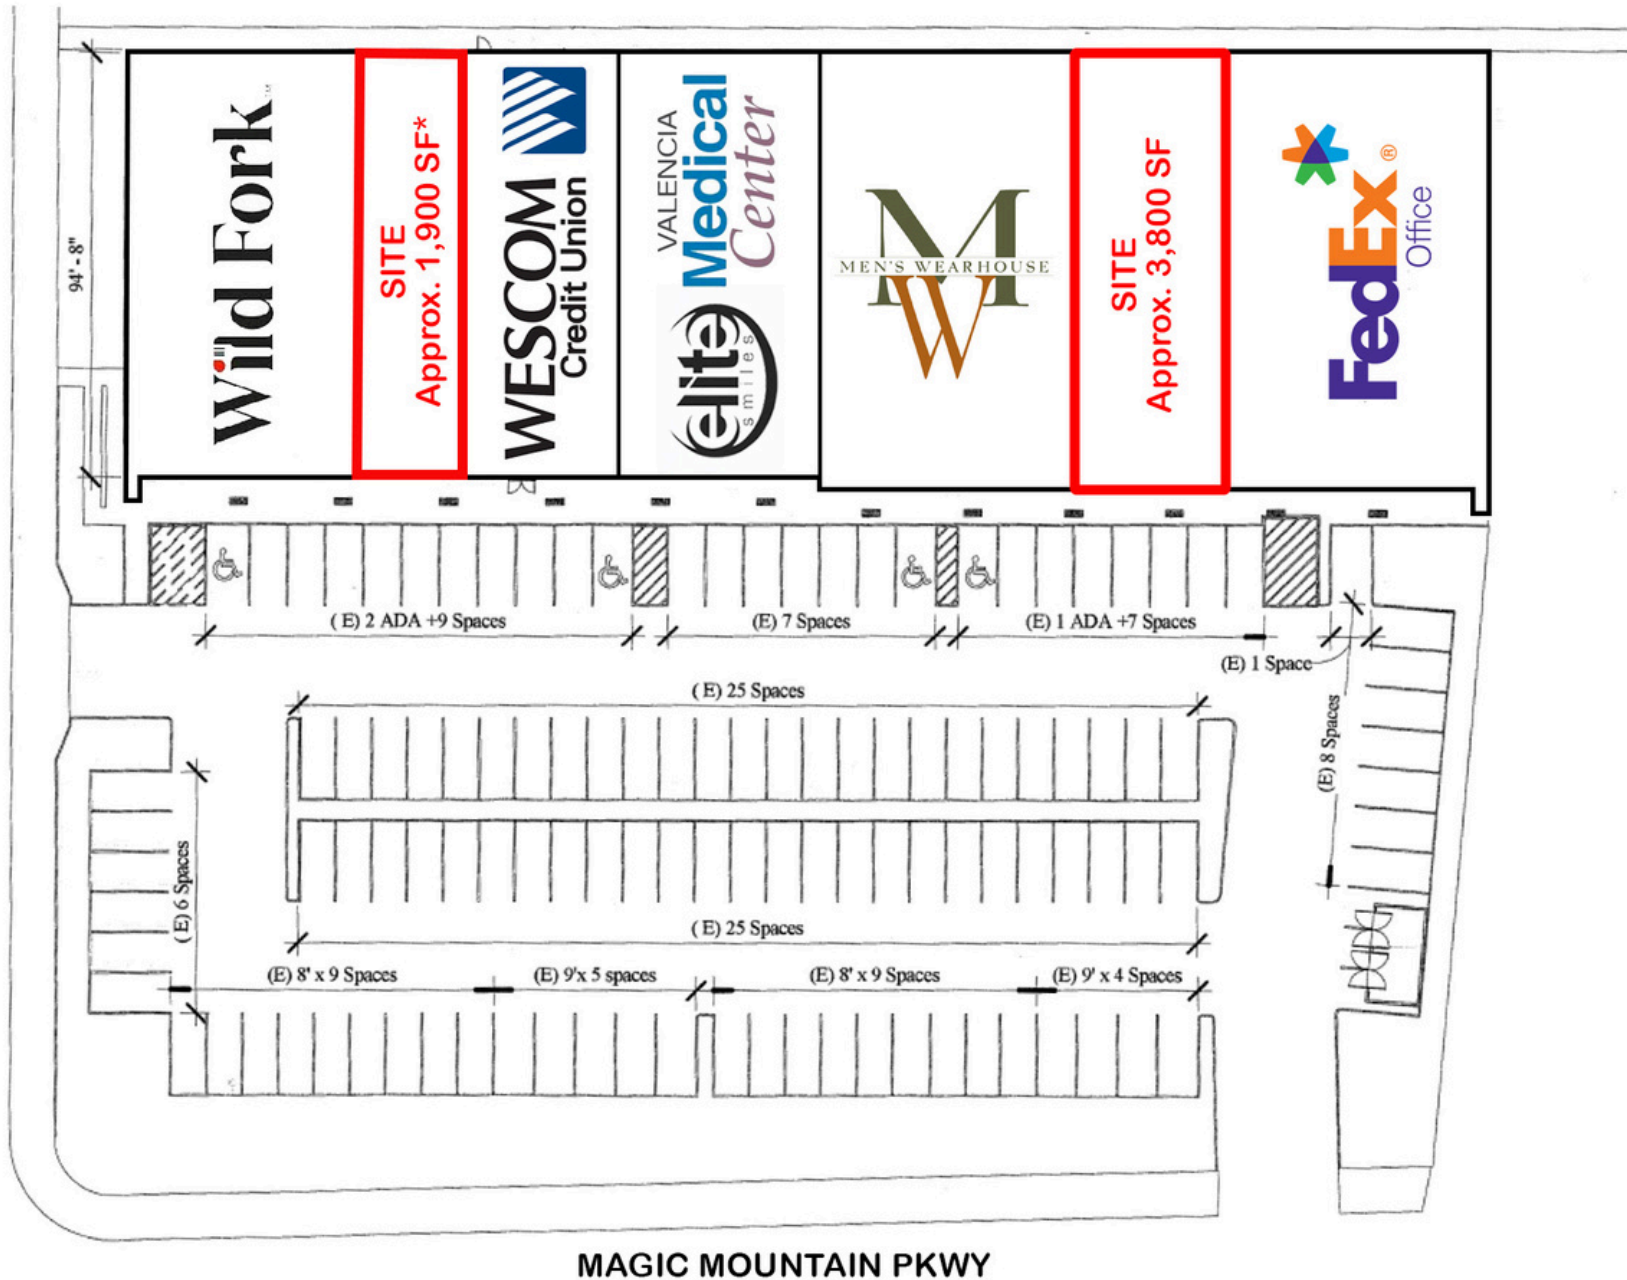 94' - 8"
Wild Fork
SITE
Approx. 1,900 SF*
WESCOM
Credit Union
VALENCIA
Medical
Center
elite
smiles
MEN'S WEARHOUSE
M
W
SITE
Approx. 3,800 SF
FedEx®
Office
( E) 2 ADA +9 Spaces
(E) 7 Spaces
(E) 1 ADA +7 Spaces
(E) 1 Space
( E) 25 Spaces
(E) 8 Spaces
( E) 6 Spaces
( E) 25 Spaces
(E) 8' x 9 Spaces
(E) 9'x 5 spaces
(E) 8' x 9 Spaces
(E) 9' x 4 Spaces
MAGIC MOUNTAIN PKWY